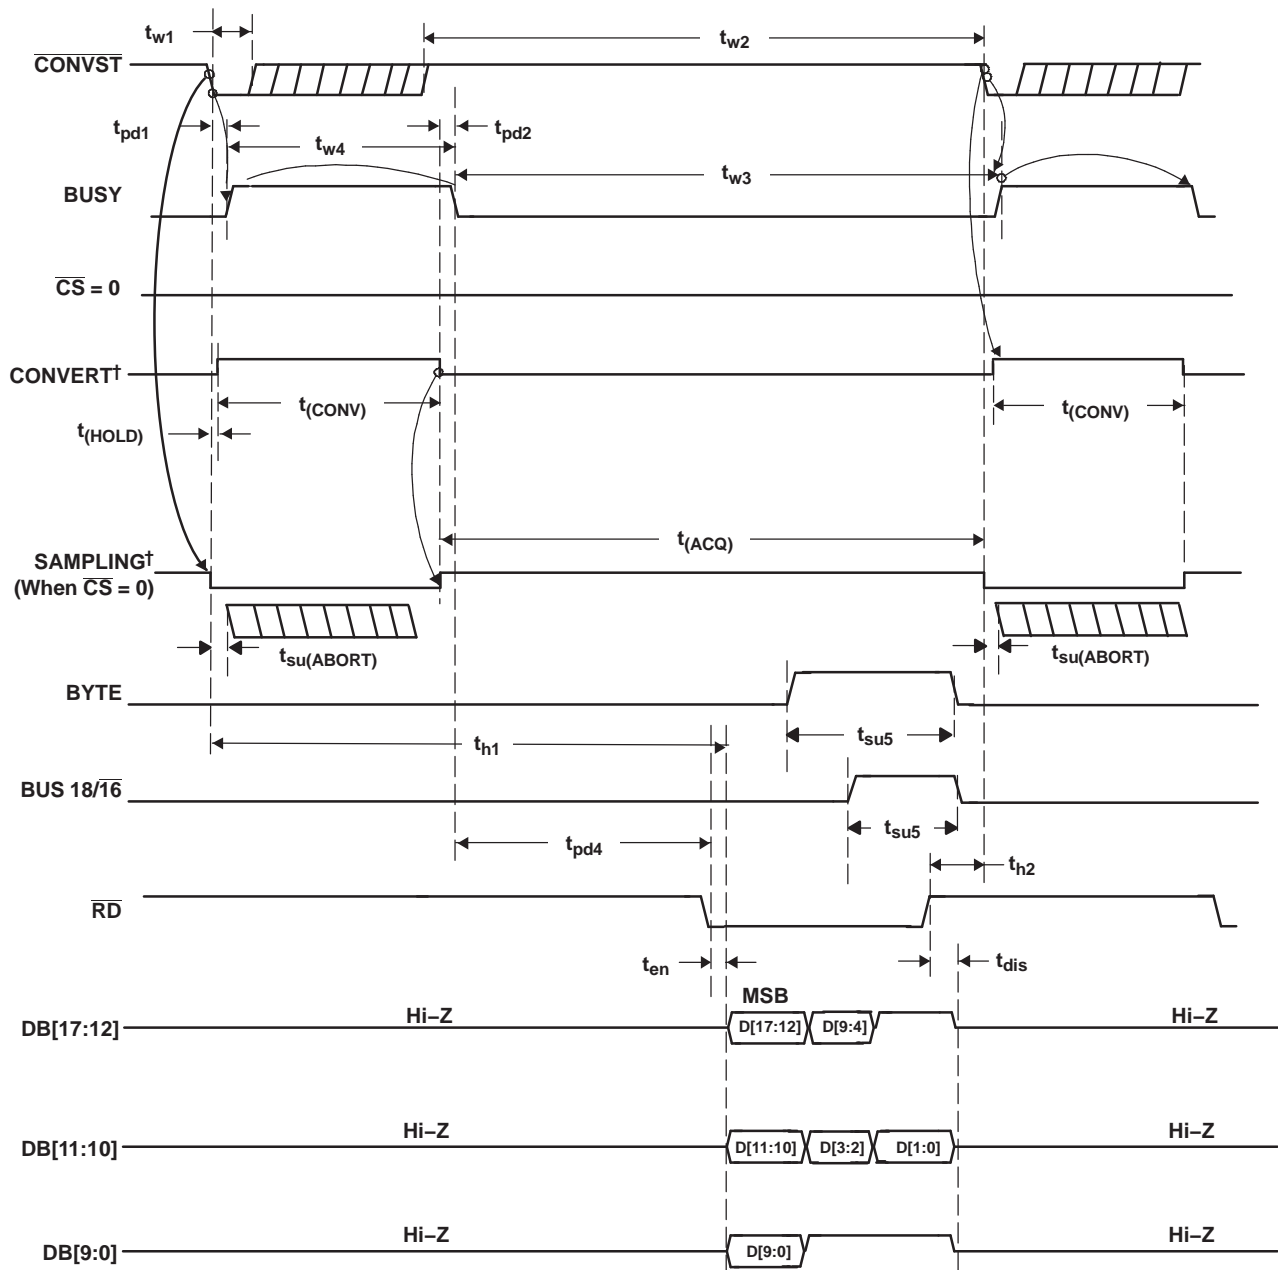 tw1
tw2
CONVST
tpd1
tw4
tpd2
tw3
BUSY
CS = 0
CONVERT†
t(CONV)
t(CONV)
t(HOLD)
t(ACQ)
SAMPLING†
(When CS = 0)
tsu(ABORT)
tsu(ABORT)
BYTE
th1
tsu5
BUS 18/16
tsu5
tpd4
th2
RD
ten
tdis
MSB
DB[17:12] Hi–Z D[17:12] D[9:4] Hi–Z
DB[11:10] Hi–Z D[11:10] D[3:2] D[1:0] Hi–Z
DB[9:0] Hi–Z D[9:0] Hi–Z